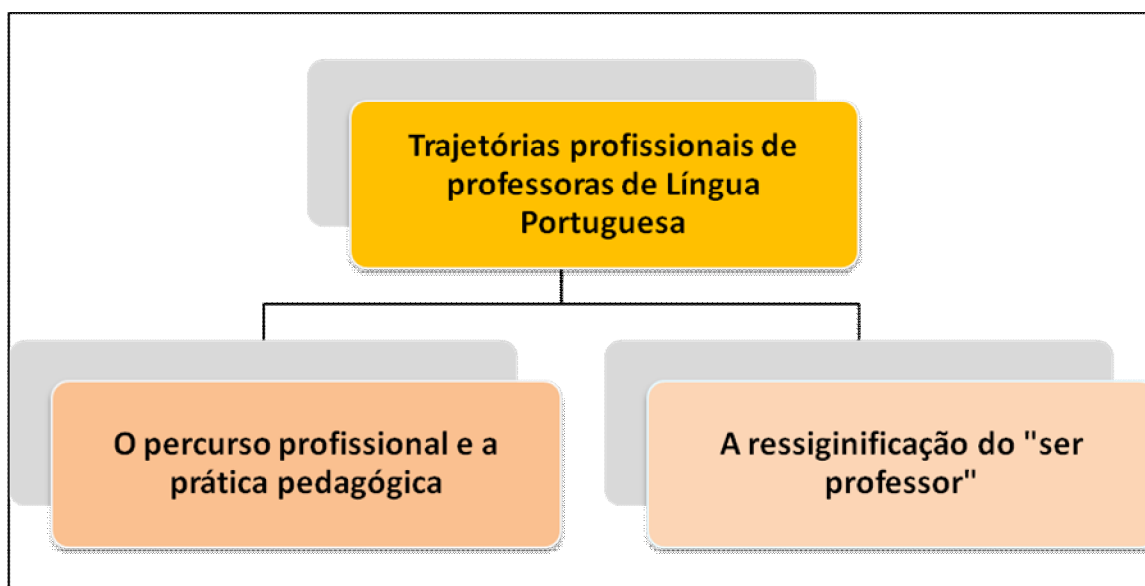 Trajetórias profissionais de
professoras de Língua
Portuguesa
O percurso profissional e a
prática pedagógica
A ressiginificação do "ser
professor"